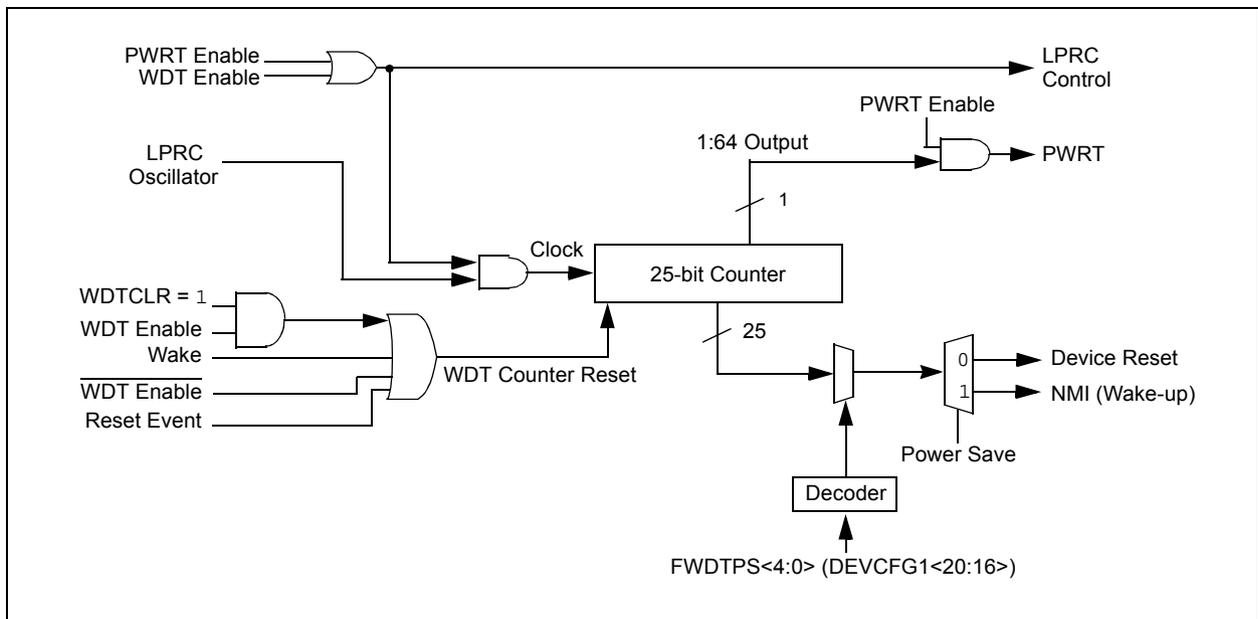 PWRT Enable
WDT Enable
LPRC
Control
PWRT Enable
LPRC
Oscillator
1:64 Output
PWRT
1
Clock
25-bit Counter
WDTCLR = 1
WDT Enable
Wake
25
WDT Counter Reset
WDT Enable
Reset Event
0
Device Reset
1
NMI (Wake-up)
Power Save
Decoder
FWDTPS<4:0> (DEVCFG1<20:16>)